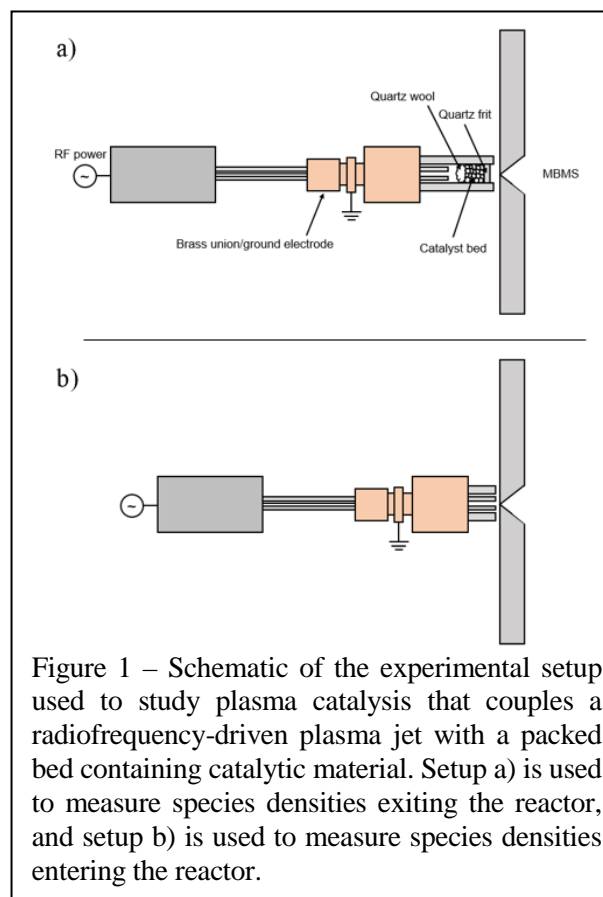 a)
Quartz wool
Quartz frit
RF power
~
MBMS
Brass union/ground electrode
Catalyst bed
b)
~
Figure 1 – Schematic of the experimental setup
used to study plasma catalysis that couples a
radiofrequency-driven plasma jet with a packed
bed containing catalytic material. Setup a) is used
to measure species densities exiting the reactor,
and setup b) is used to measure species densities
entering the reactor.